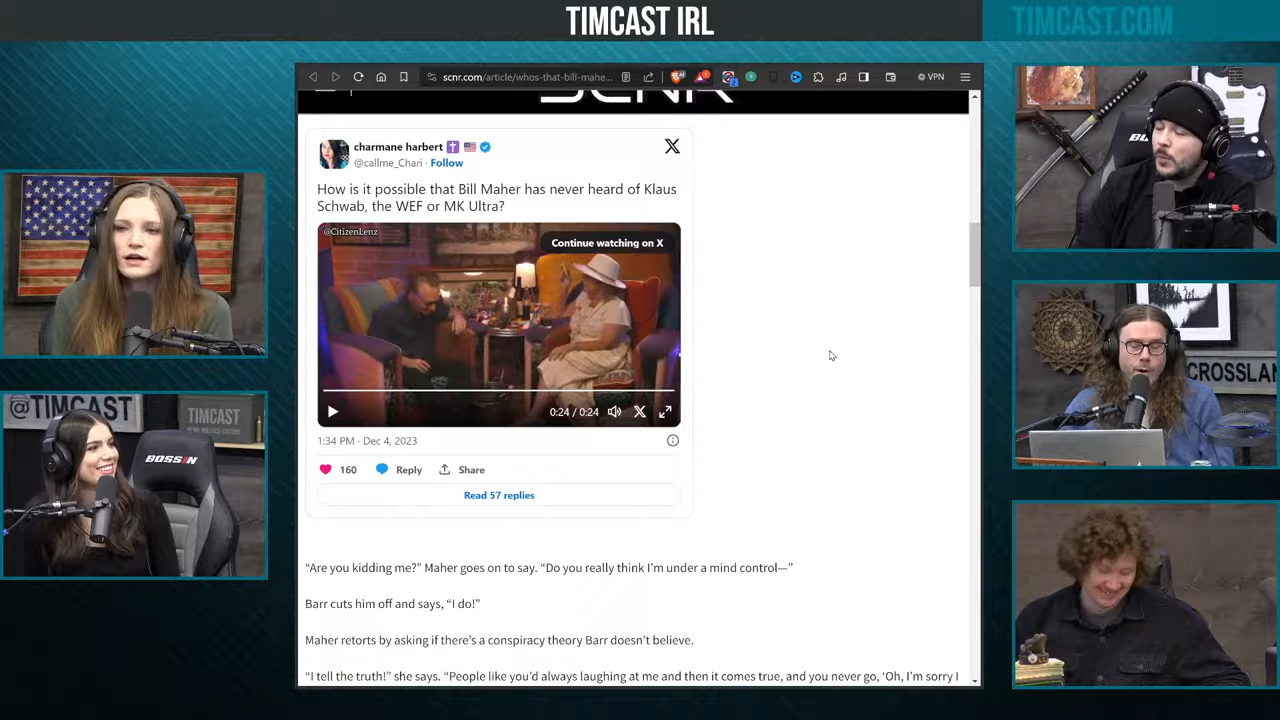 TIMCAST IRL
TIMCAST.COM
scnr.com/article/whos-that-bill-mahe...
VPN
SCNR
charmane harbert
@callme_Chari · Follow
How is it possible that Bill Maher has never heard of Klaus
Schwab, the WEF or MK Ultra?
@CitizenLenz
Continue watching on X
0:24 / 0:24
1:34 PM · Dec 4, 2023
160
Reply
Share
Read 57 replies
“Are you kidding me?” Maher goes on to say. “Do you really think I’m under a mind control—”
Barr cuts him off and says, “I do!”
Maher retorts by asking if there’s a conspiracy theory Barr doesn’t believe.
“I tell the truth!” she says. “People like you’d always laughing at me and then it comes true, and you never go, ‘Oh, I’m sorry I
@TIMCAST
TIMCAST
BOSSIN
BO
CROSSLAN